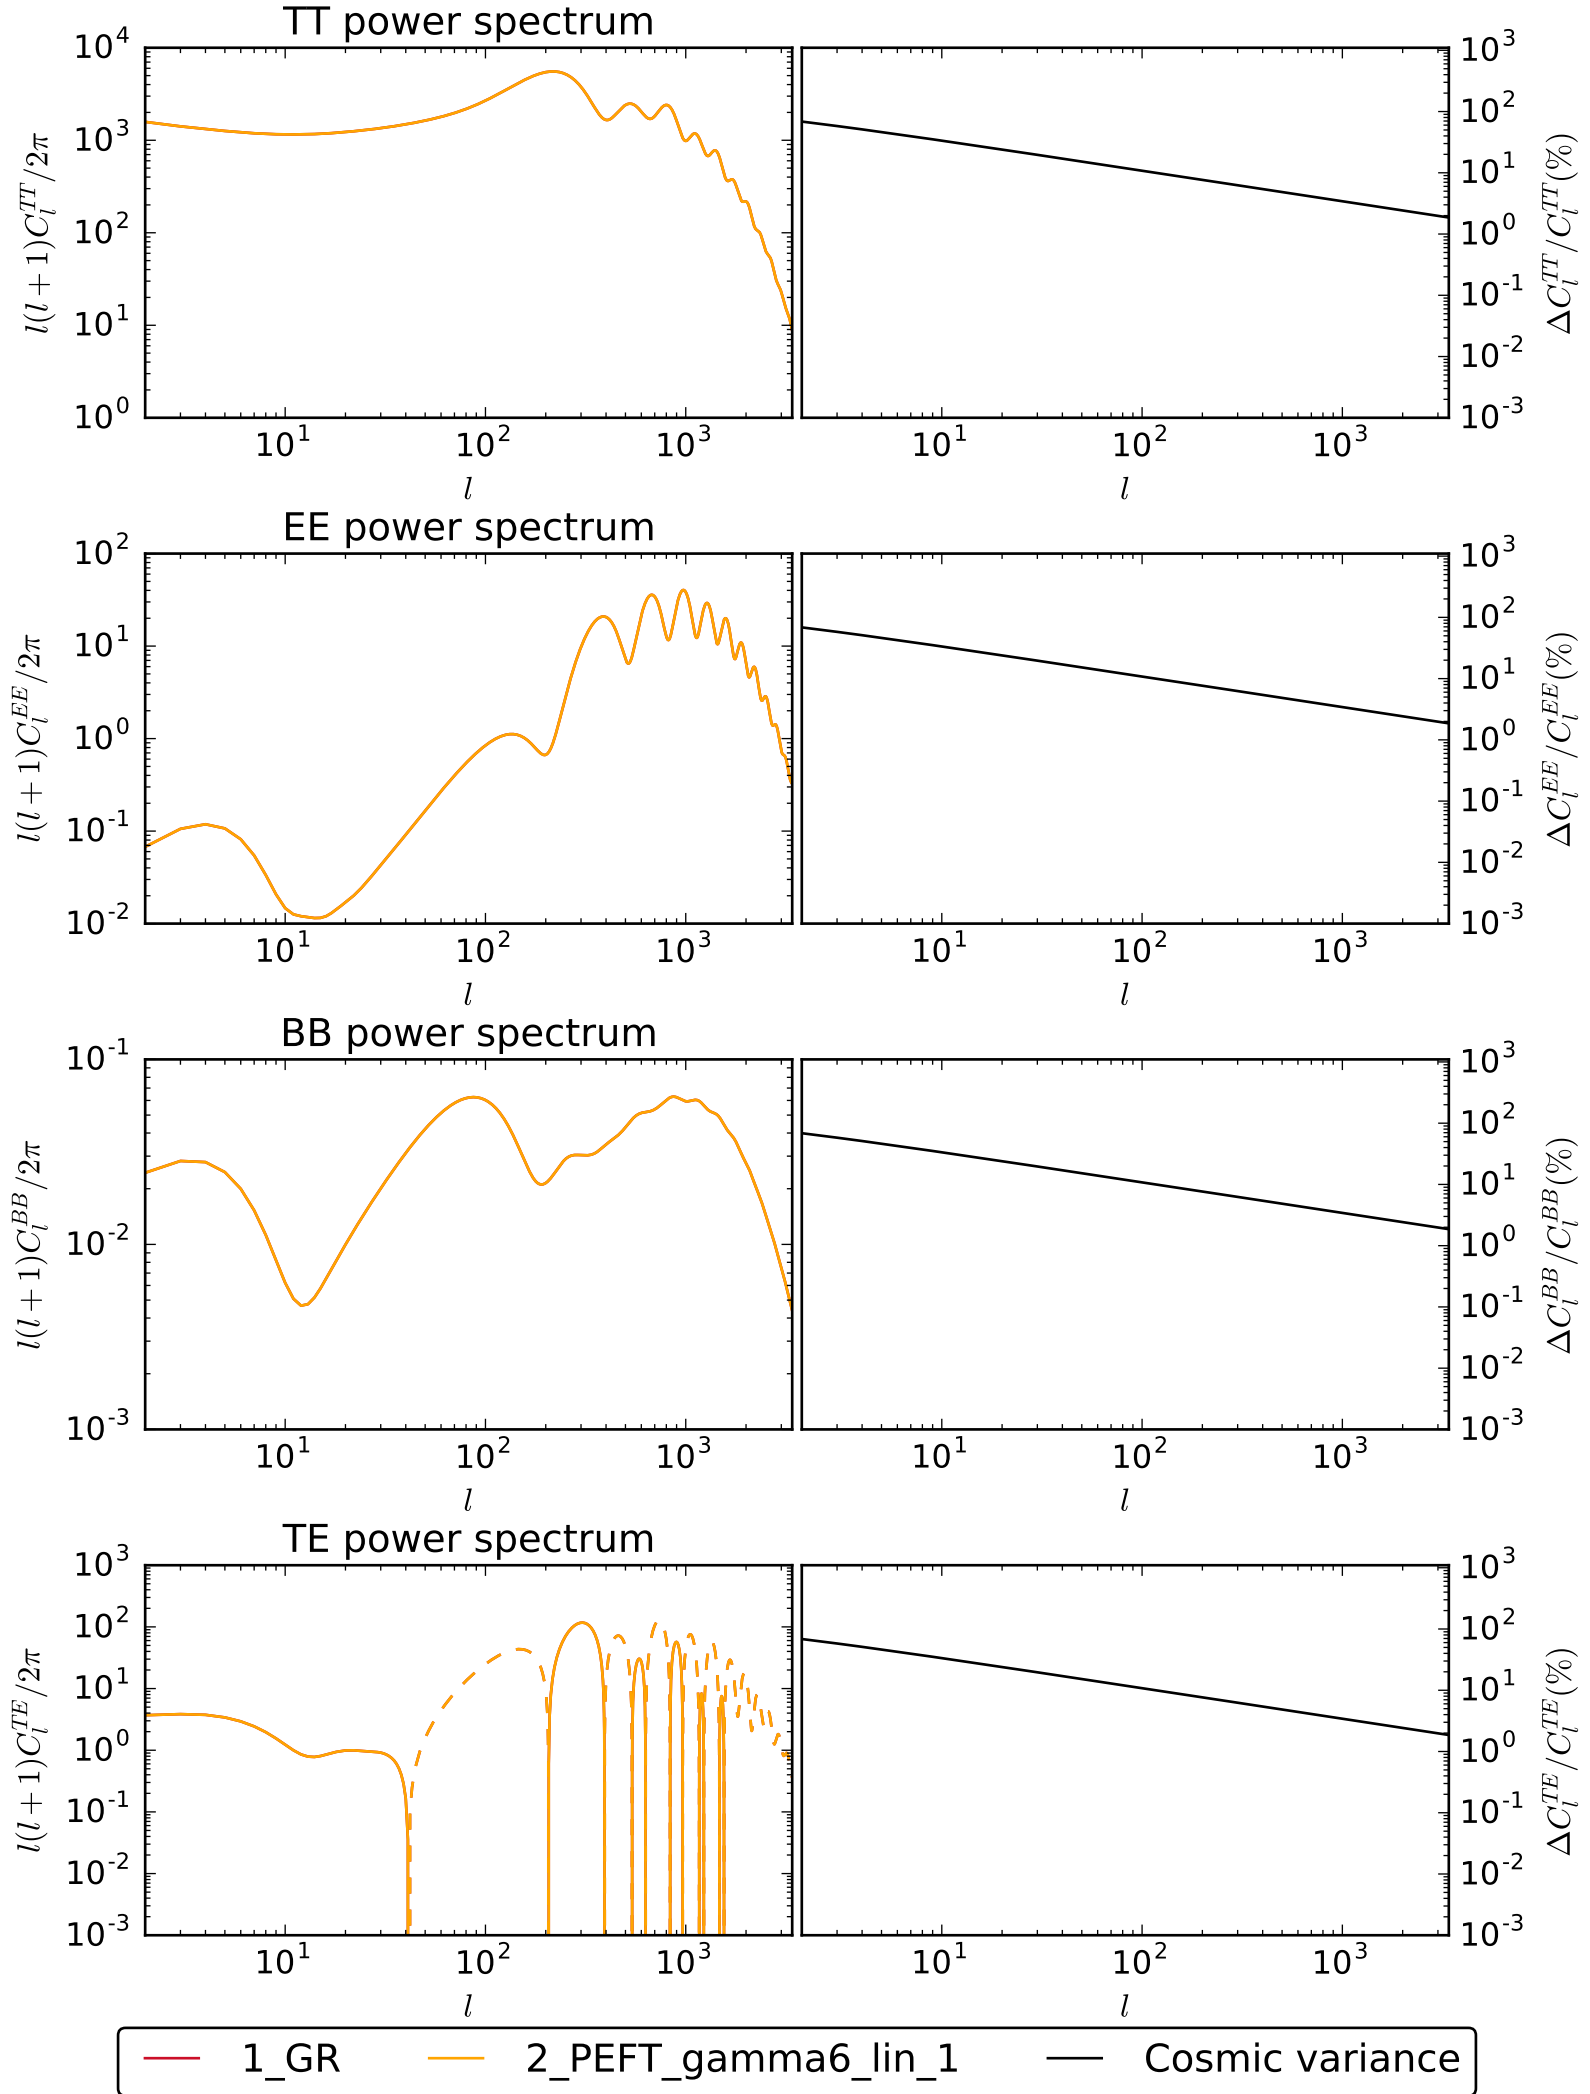 TT power spectrum
10^4
10^3
10^2
10^1
10^0
l(l+1)C_l^{TT}/2π
10^1 10^2 10^3
l
10^3
10^2
10^1
10^0
10^-1
10^-2
10^-3
ΔC_l^{TT}/C_l^{TT}(%)
10^1 10^2 10^3
l
EE power spectrum
10^2
10^1
10^0
10^-1
10^-2
l(l+1)C_l^{EE}/2π
10^1 10^2 10^3
l
10^3
10^2
10^1
10^0
10^-1
10^-2
10^-3
ΔC_l^{EE}/C_l^{EE}(%)
10^1 10^2 10^3
l
BB power spectrum
10^-1
10^-2
10^-3
l(l+1)C_l^{BB}/2π
10^1 10^2 10^3
l
10^3
10^2
10^1
10^0
10^-1
10^-2
10^-3
ΔC_l^{BB}/C_l^{BB}(%)
10^1 10^2 10^3
l
TE power spectrum
10^3
10^2
10^1
10^0
10^-1
10^-2
10^-3
l(l+1)C_l^{TE}/2π
10^1 10^2 10^3
l
10^3
10^2
10^1
10^0
10^-1
10^-2
10^-3
ΔC_l^{TE}/C_l^{TE}(%)
10^1 10^2 10^3
l
1_GR 2_PEFT_gamma6_lin_1 Cosmic variance